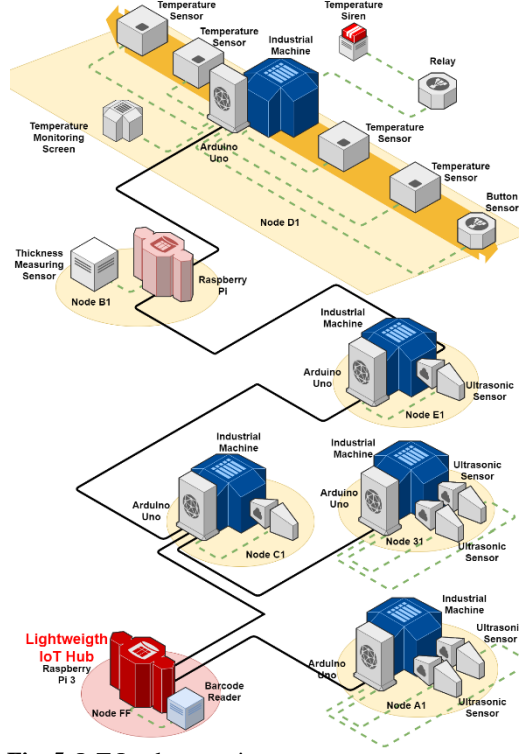 Temperature
Sensor
Temperature
Sensor
Industrial
Machine
Temperature
Siren
Relay
Temperature
Monitoring
Screen
Arduino
Uno
Temperature
Sensor
Temperature
Sensor
Button
Sensor
Node D1
Thickness
Measuring
Sensor
Raspberry
Pi
Node B1
Industrial
Machine
Arduino
Uno
Ultrasonic
Sensor
Node E1
Industrial
Machine
Arduino
Uno
Node C1
Industrial
Machine
Ultrasonic
Sensor
Arduino
Uno
Node 31
Ultrasonic
Sensor
Lightweigth
IoT Hub
Raspberry
Pi 3
Barcode
Reader
Node FF
Industrial
Machine
Ultrasoni
Sensor
Arduino
Uno
Ultrasonic
Sensor
Node A1